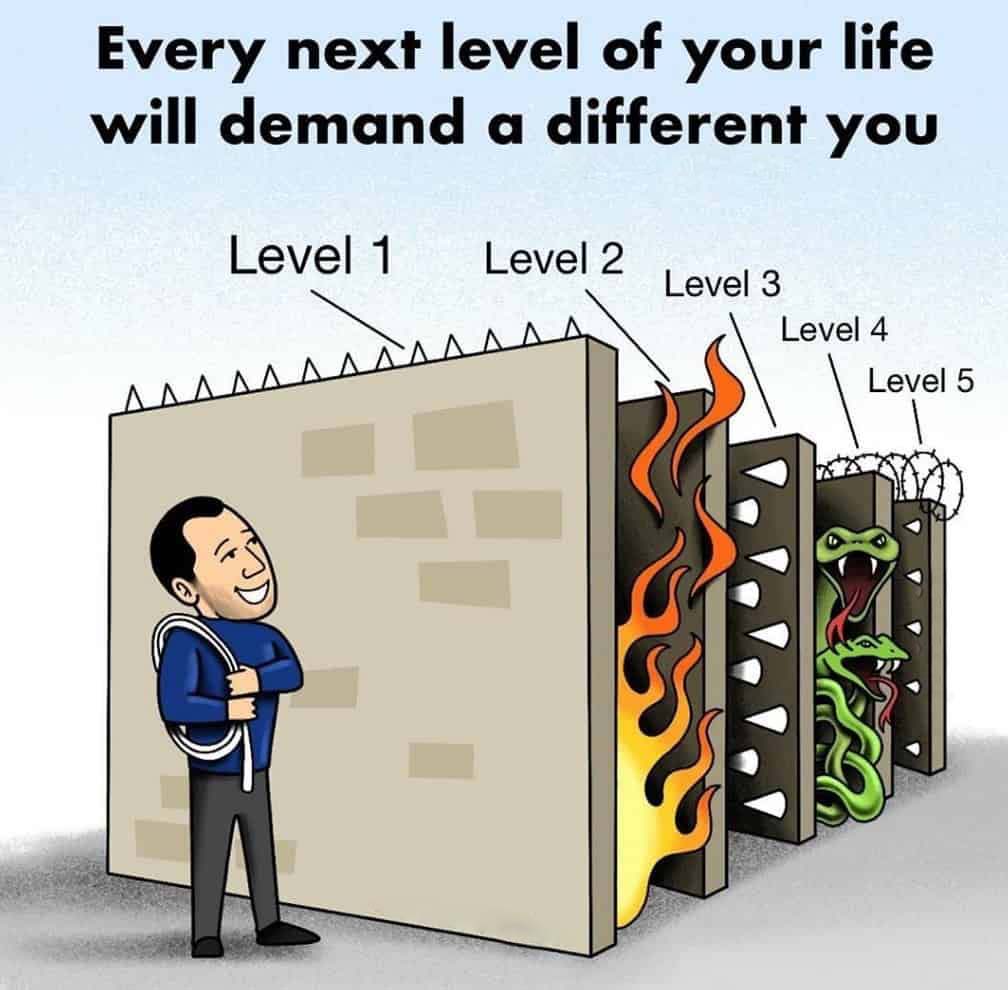 Every next level of your life
will demand a different you
Level 1
Level 2
Level 3
Level 4
Level 5